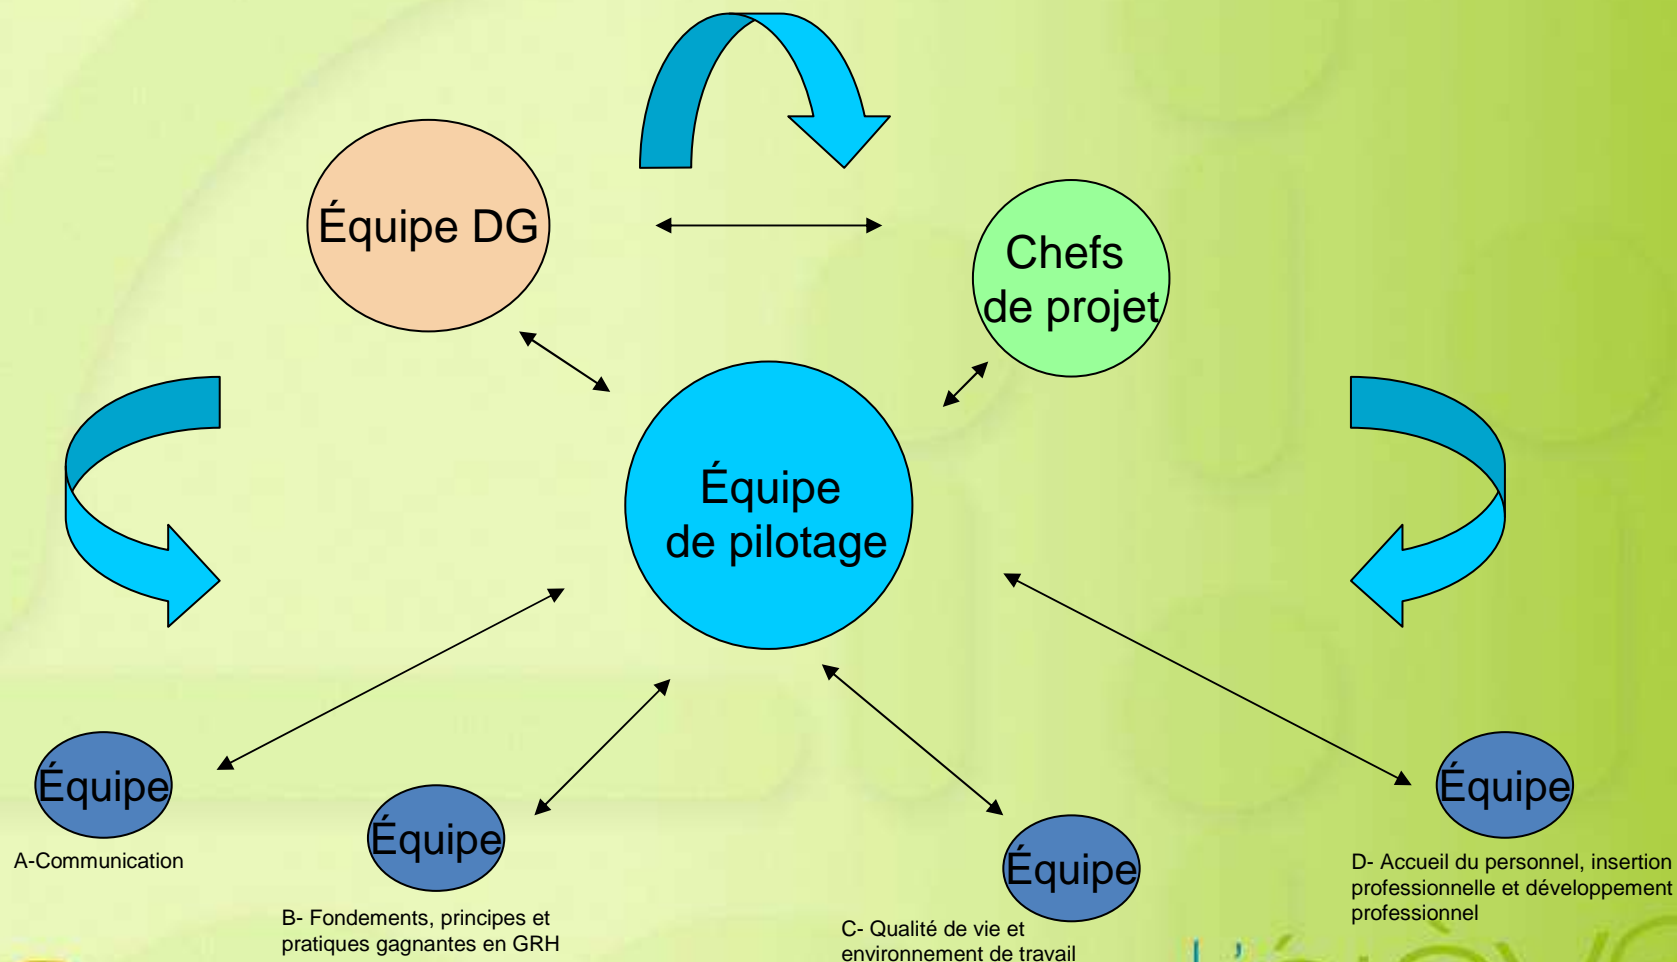 Équipe DG
Chefs
de projet
Équipe
de pilotage
Équipe
A-Communication
Équipe
B- Fondements, principes et
pratiques gagnantes en GRH
Équipe
C- Qualité de vie et
environnement de travail
Équipe
D- Accueil du personnel, insertion
professionnelle et développement
professionnel